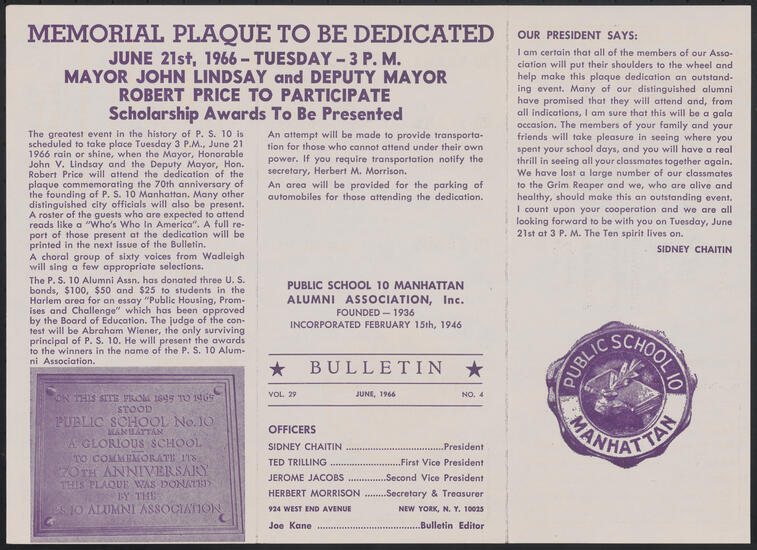 MEMORIAL PLAQUE TO BE DEDICATED
JUNE 21st, 1966 – TUESDAY – 3 P. M.
MAYOR JOHN LINDSAY and DEPUTY MAYOR
ROBERT PRICE TO PARTICIPATE
Scholarship Awards To Be Presented
The greatest event in the history of P. S. 10 is
scheduled to take place Tuesday 3 P.M., June 21
1966 rain or shine, when the Mayor, Honorable
John V. Lindsay and the Deputy Mayor, Hon.
Robert Price will attend the dedication of the
plaque commemorating the 70th anniversary of
the founding of P. S. 10 Manhattan. Many other
distinguished city officials will also be present.
A roster of the guests who are expected to attend
reads like a "Who's Who In America". A full re-
port of those present at the dedication will be
printed in the next issue of the Bulletin.
A choral group of sixty voices from Wadleigh
will sing a few appropriate selections.
The P. S. 10 Alumni Assn. has donated three U. S.
bonds, $100, $50 and $25 to students in the
Harlem area for an essay "Public Housing, Prom-
ises and Challenge" which has been approved
by the Board of Education. The judge of the con-
test will be Abraham Wiener, the only surviving
principal of P. S. 10. He will present the awards
to the winners in the name of the P. S. 10 Alum-
ni Association.
ON THIS SITE FROM 1895 TO 1965
STOOD
PUBLIC SCHOOL No. 10
MANHATTAN
A GLORIOUS SCHOOL
TO COMMEMORATE ITS
70TH ANNIVERSARY
THIS PLAQUE WAS DONATED
BY THE
P.S. 10 ALUMNI ASSOCIATION
An attempt will be made to provide transporta-
tion for those who cannot attend under their own
power. If you require transportation notify the
secretary, Herbert M. Morrison.
An area will be provided for the parking of
automobiles for those attending the dedication.
PUBLIC SCHOOL 10 MANHATTAN
ALUMNI ASSOCIATION, Inc.
FOUNDED — 1936
INCORPORATED FEBRUARY 15th, 1946
★ BULLETIN ★
VOL. 29 JUNE, 1966 NO. 4
OFFICERS
SIDNEY CHAITIN ....................................President
TED TRILLING ........................First Vice President
JEROME JACOBS .............Second Vice President
HERBERT MORRISON ........Secretary & Treasurer
924 WEST END AVENUE NEW YORK, N. Y. 10025
Joe Kane ......................................Bulletin Editor
OUR PRESIDENT SAYS:
I am certain that all of the members of our Asso-
ciation will put their shoulders to the wheel and
help make this plaque dedication an outstand-
ing event. Many of our distinguished alumni
have promised that they will attend and, from
all indications, I am sure that this will be a gala
occasion. The members of your family and your
friends will take pleasure in seeing where you
spent your school days, and you will have a real
thrill in seeing all your classmates together again.
We have lost a large number of our classmates
to the Grim Reaper and we, who are alive and
healthy, should make this an outstanding event.
I count upon your cooperation and we are all
looking forward to be with you on Tuesday, June
21st at 3 P. M. The Ten spirit lives on.
SIDNEY CHAITIN
PUBLIC SCHOOL 10
MANHATTAN